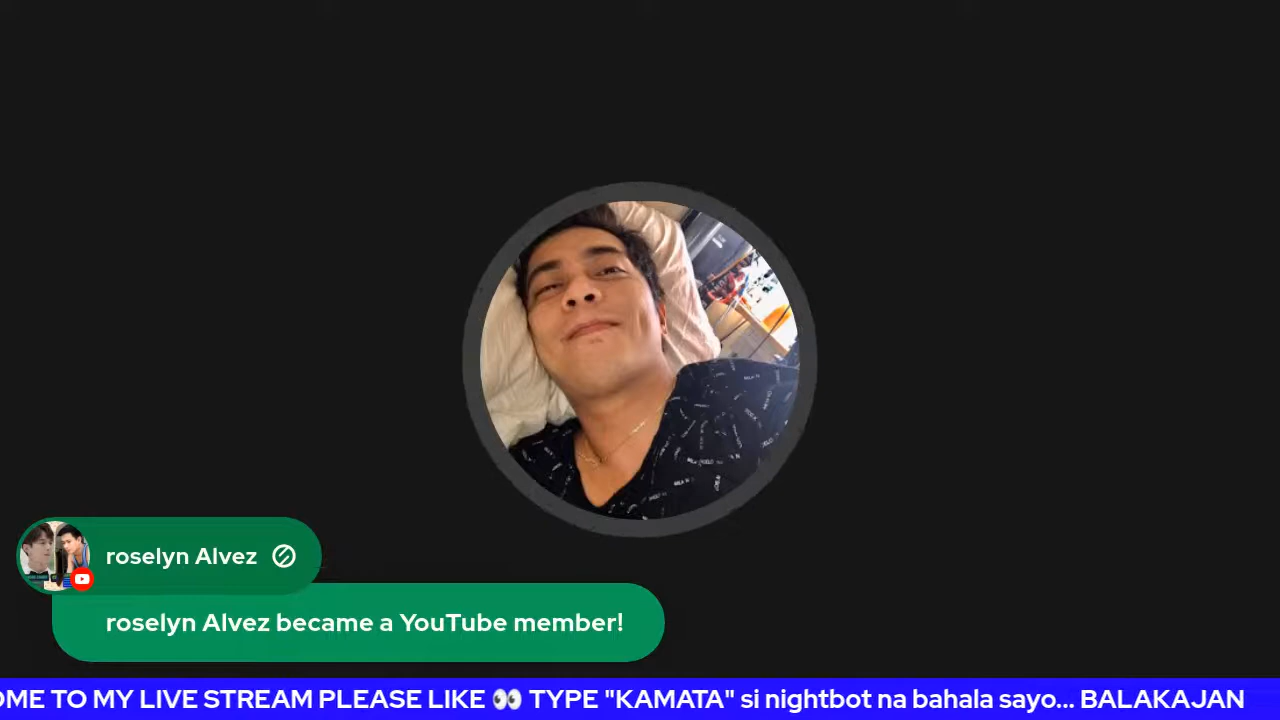 roselyn Alvez
roselyn Alvez became a YouTube member!
OME TO MY LIVE STREAM PLEASE LIKE 👀 TYPE "KAMATA" si nightbot na bahala sayo... BALAKAJAN